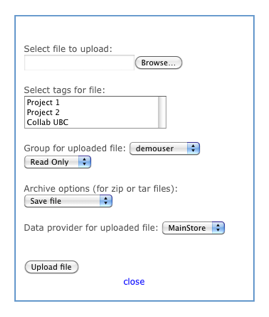 Select file to upload:
Browse...
Select tags for file:
Project 1
Project 2
Collab UBC
Group for uploaded file: demouser
Read Only
Archive options (for zip or tar files):
Save file
Data provider for uploaded file: MainStore
Upload file
close